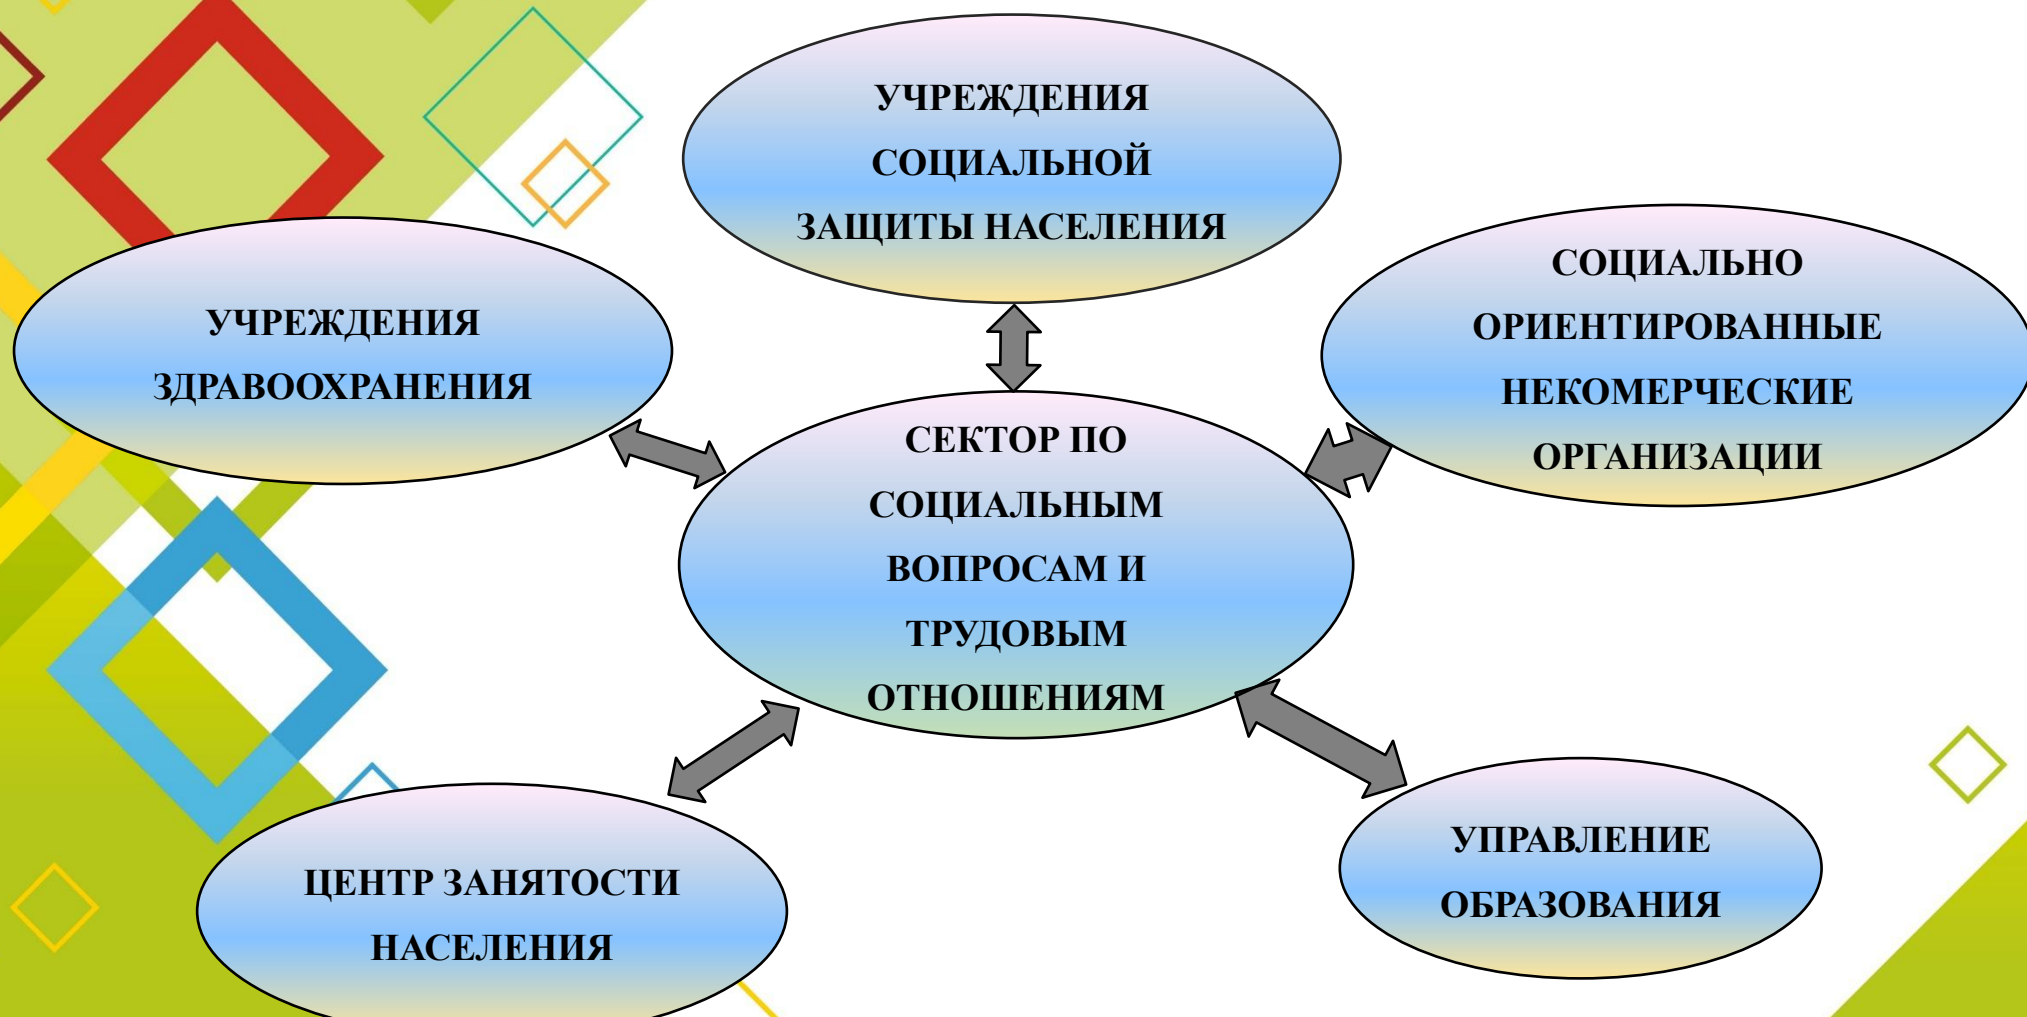 УЧРЕЖДЕНИЯ
СОЦИАЛЬНОЙ
ЗАЩИТЫ НАСЕЛЕНИЯ
УЧРЕЖДЕНИЯ
ЗДРАВООХРАНЕНИЯ
СОЦИАЛЬНО
ОРИЕНТИРОВАННЫЕ
НЕКОМЕРЧЕСКИЕ
ОРГАНИЗАЦИИ
СЕКТОР ПО
СОЦИАЛЬНЫМ
ВОПРОСАМ И
ТРУДОВЫМ
ОТНОШЕНИЯМ
ЦЕНТР ЗАНЯТОСТИ
НАСЕЛЕНИЯ
УПРАВЛЕНИЕ
ОБРАЗОВАНИЯ